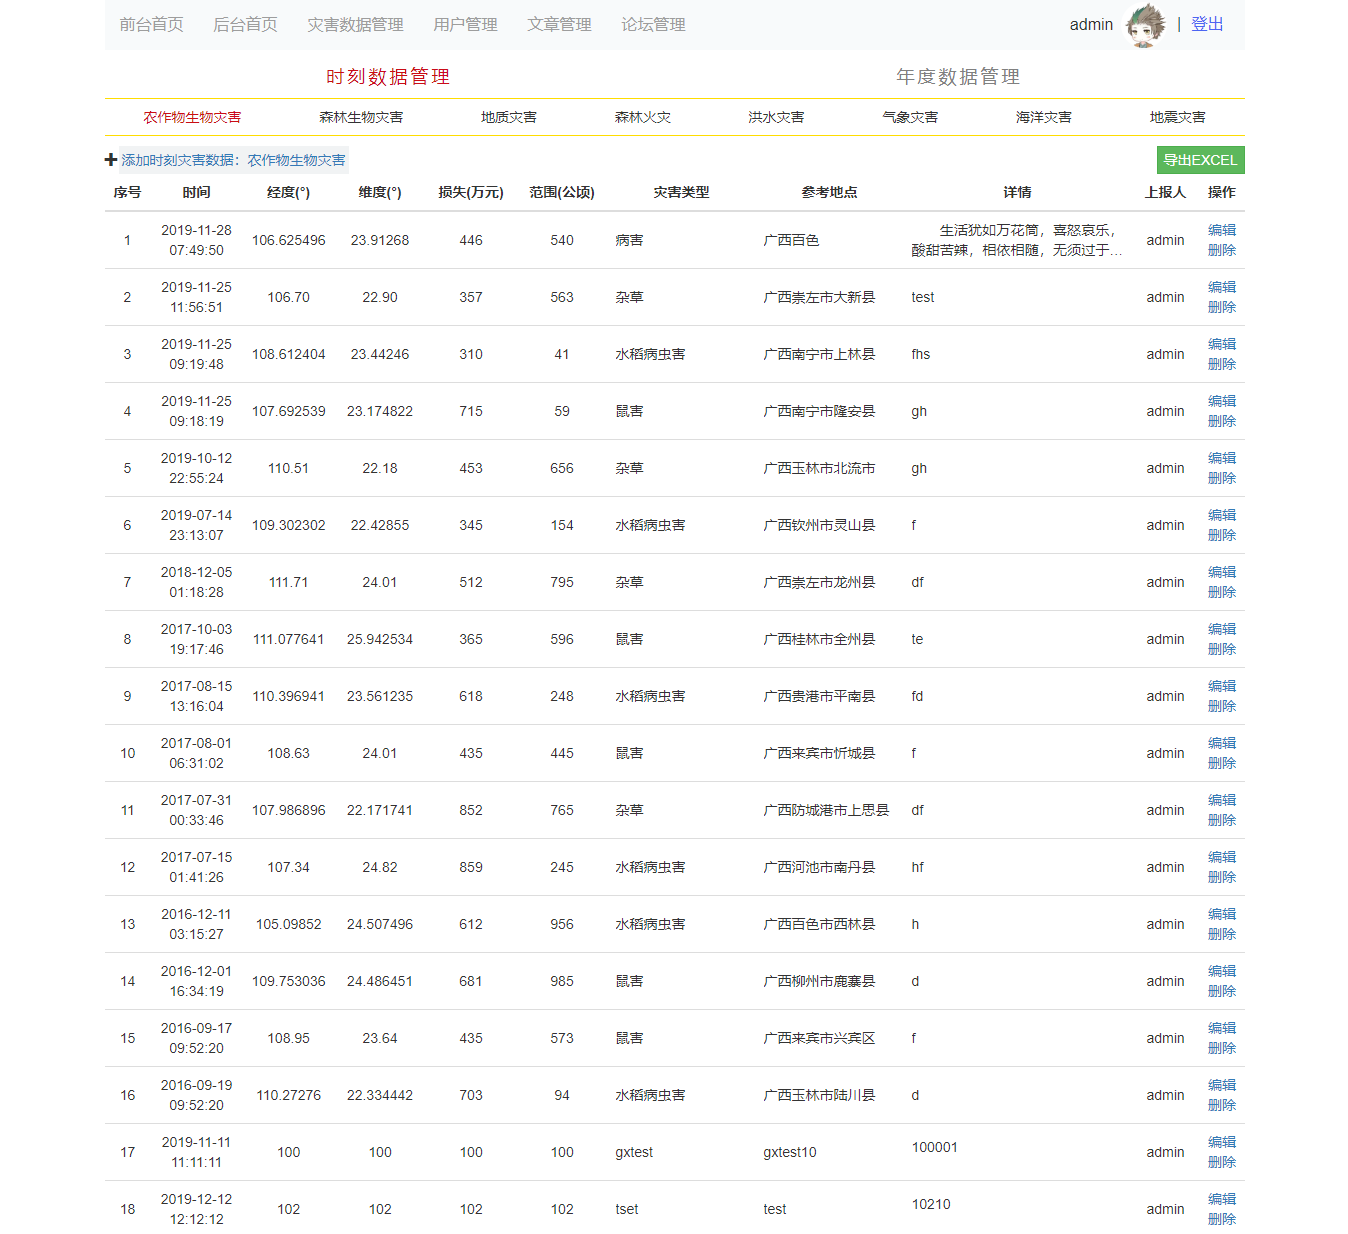 前台首页 后台首页 灾害数据管理 用户管理 文章管理 论坛管理 admin | 登出
时刻数据管理 年度数据管理
农作物生物灾害 森林生物灾害 地质灾害 森林火灾 洪水灾害 气象灾害 海洋灾害 地震灾害
添加时刻灾害数据：农作物生物灾害 导出EXCEL
序号 时间 经度(°) 维度(°) 损失(万元) 范围(公顷) 灾害类型 参考地点 详情 上报人 操作
2019-11-28 生活犹如万花筒，喜怒哀乐， 编辑
1 106.625496 23.91268 446 540 病害 广西百色 admin
07:49:50 酸甜苦辣，相依相随，无须过于... 删除
2019-11-25 编辑
2 106.70 22.90 357 563 杂草 广西崇左市大新县 test admin
11:56:51 删除
2019-11-25 编辑
3 108.612404 23.44246 310 41 水稻病虫害 广西南宁市上林县 fhs admin
09:19:48 删除
2019-11-25 编辑
4 107.692539 23.174822 715 59 鼠害 广西南宁市隆安县 gh admin
09:18:19 删除
2019-10-12 编辑
5 110.51 22.18 453 656 杂草 广西玉林市北流市 gh admin
22:55:24 删除
2019-07-14 编辑
6 109.302302 22.42855 345 154 水稻病虫害 广西钦州市灵山县 f admin
23:13:07 删除
2018-12-05 编辑
7 111.71 24.01 512 795 杂草 广西崇左市龙州县 df admin
01:18:28 删除
2017-10-03 编辑
8 111.077641 25.942534 365 596 鼠害 广西桂林市全州县 te admin
19:17:46 删除
2017-08-15 编辑
9 110.396941 23.561235 618 248 水稻病虫害 广西贵港市平南县 fd admin
13:16:04 删除
2017-08-01 编辑
10 108.63 24.01 435 445 鼠害 广西来宾市忻城县 f admin
06:31:02 删除
2017-07-31 编辑
11 107.986896 22.171741 852 765 杂草 广西防城港市上思县 df admin
00:33:46 删除
2017-07-15 编辑
12 107.34 24.82 859 245 水稻病虫害 广西河池市南丹县 hf admin
01:41:26 删除
2016-12-11 编辑
13 105.09852 24.507496 612 956 水稻病虫害 广西百色市西林县 h admin
03:15:27 删除
2016-12-01 编辑
14 109.753036 24.486451 681 985 鼠害 广西柳州市鹿寨县 d admin
16:34:19 删除
2016-09-17 编辑
15 108.95 23.64 435 573 鼠害 广西来宾市兴宾区 f admin
09:52:20 删除
2016-09-19 编辑
16 110.27276 22.334442 703 94 水稻病虫害 广西玉林市陆川县 d admin
09:52:20 删除
2019-11-11 100001 编辑
17 100 100 100 100 gxtest gxtest10 admin
11:11:11 删除
2019-12-12 10210 编辑
18 102 102 102 102 tset test admin
12:12:12 删除